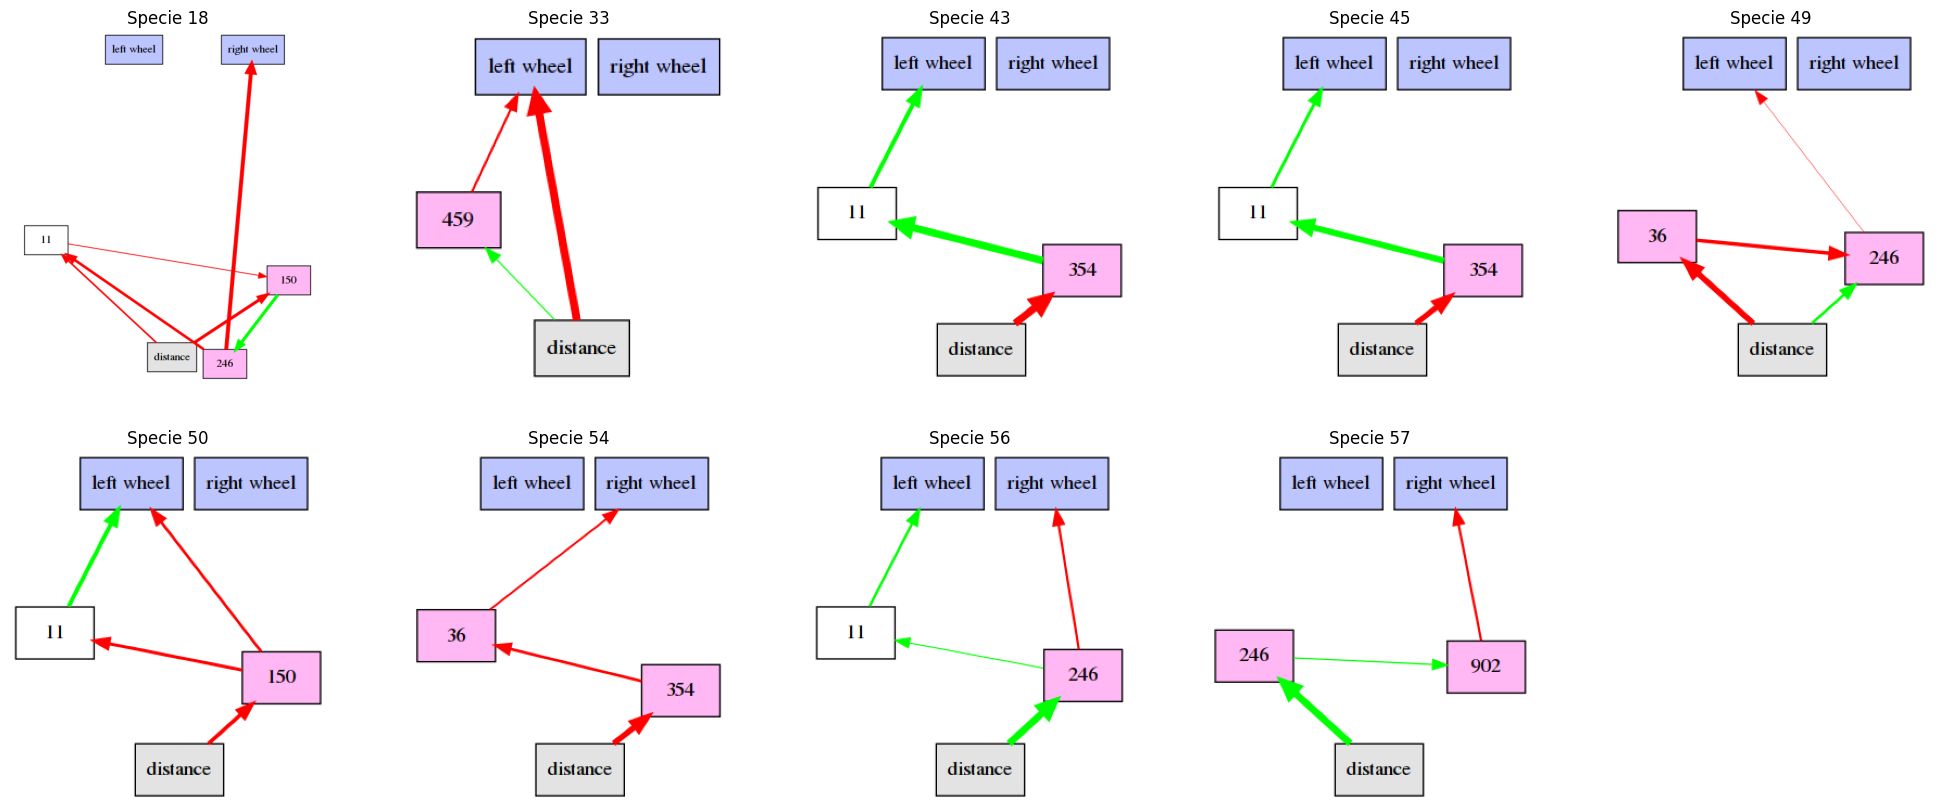 Specie 18
left wheel
right wheel
11
150
distance
246
Specie 33
left wheel
right wheel
459
distance
Specie 43
left wheel
right wheel
11
354
distance
Specie 45
left wheel
right wheel
11
354
distance
Specie 49
left wheel
right wheel
36
246
distance
Specie 50
left wheel
right wheel
11
150
distance
Specie 54
left wheel
right wheel
36
354
distance
Specie 56
left wheel
right wheel
11
246
distance
Specie 57
left wheel
right wheel
246
902
distance